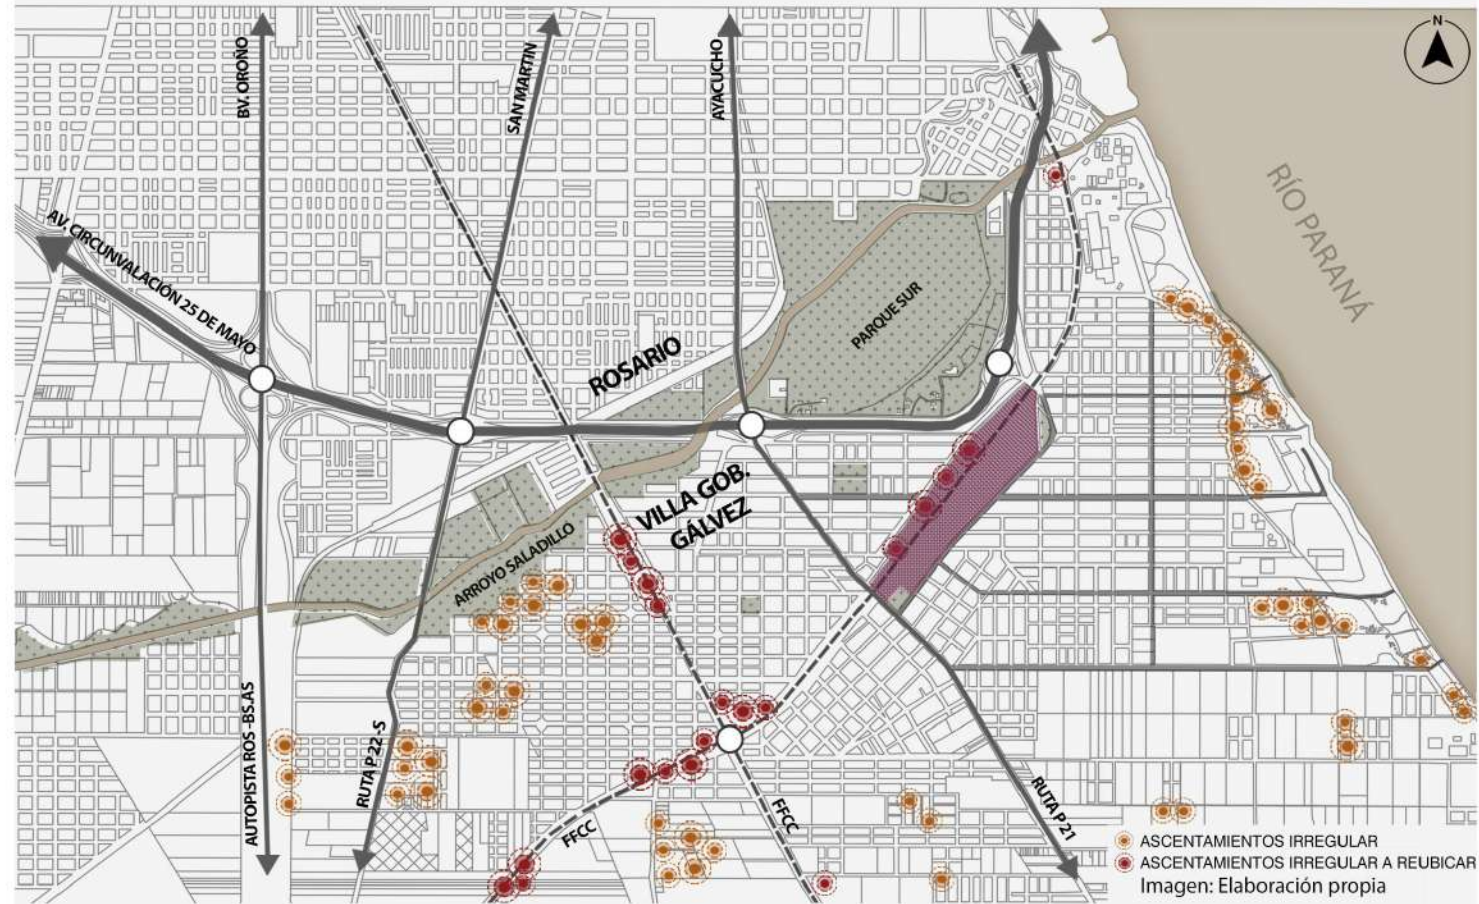 N
BV. OROÑO
SAN MARTIN
AYACUCHO
RÍO PARANÁ
AV. CIRCUNVALACIÓN 25 DE MAYO
PARQUE SUR
ROSARIO
VILLA GOB.
GÁLVEZ
ARROYO SALADILLO
AUTOPISTA ROS -BS.AS
RUTA P22-S
FFCC
FFCC
RUTA P-21
ASCENTAMIENTOS IRREGULAR
ASCENTAMIENTOS IRREGULAR A REUBICAR
Imagen: Elaboración propia